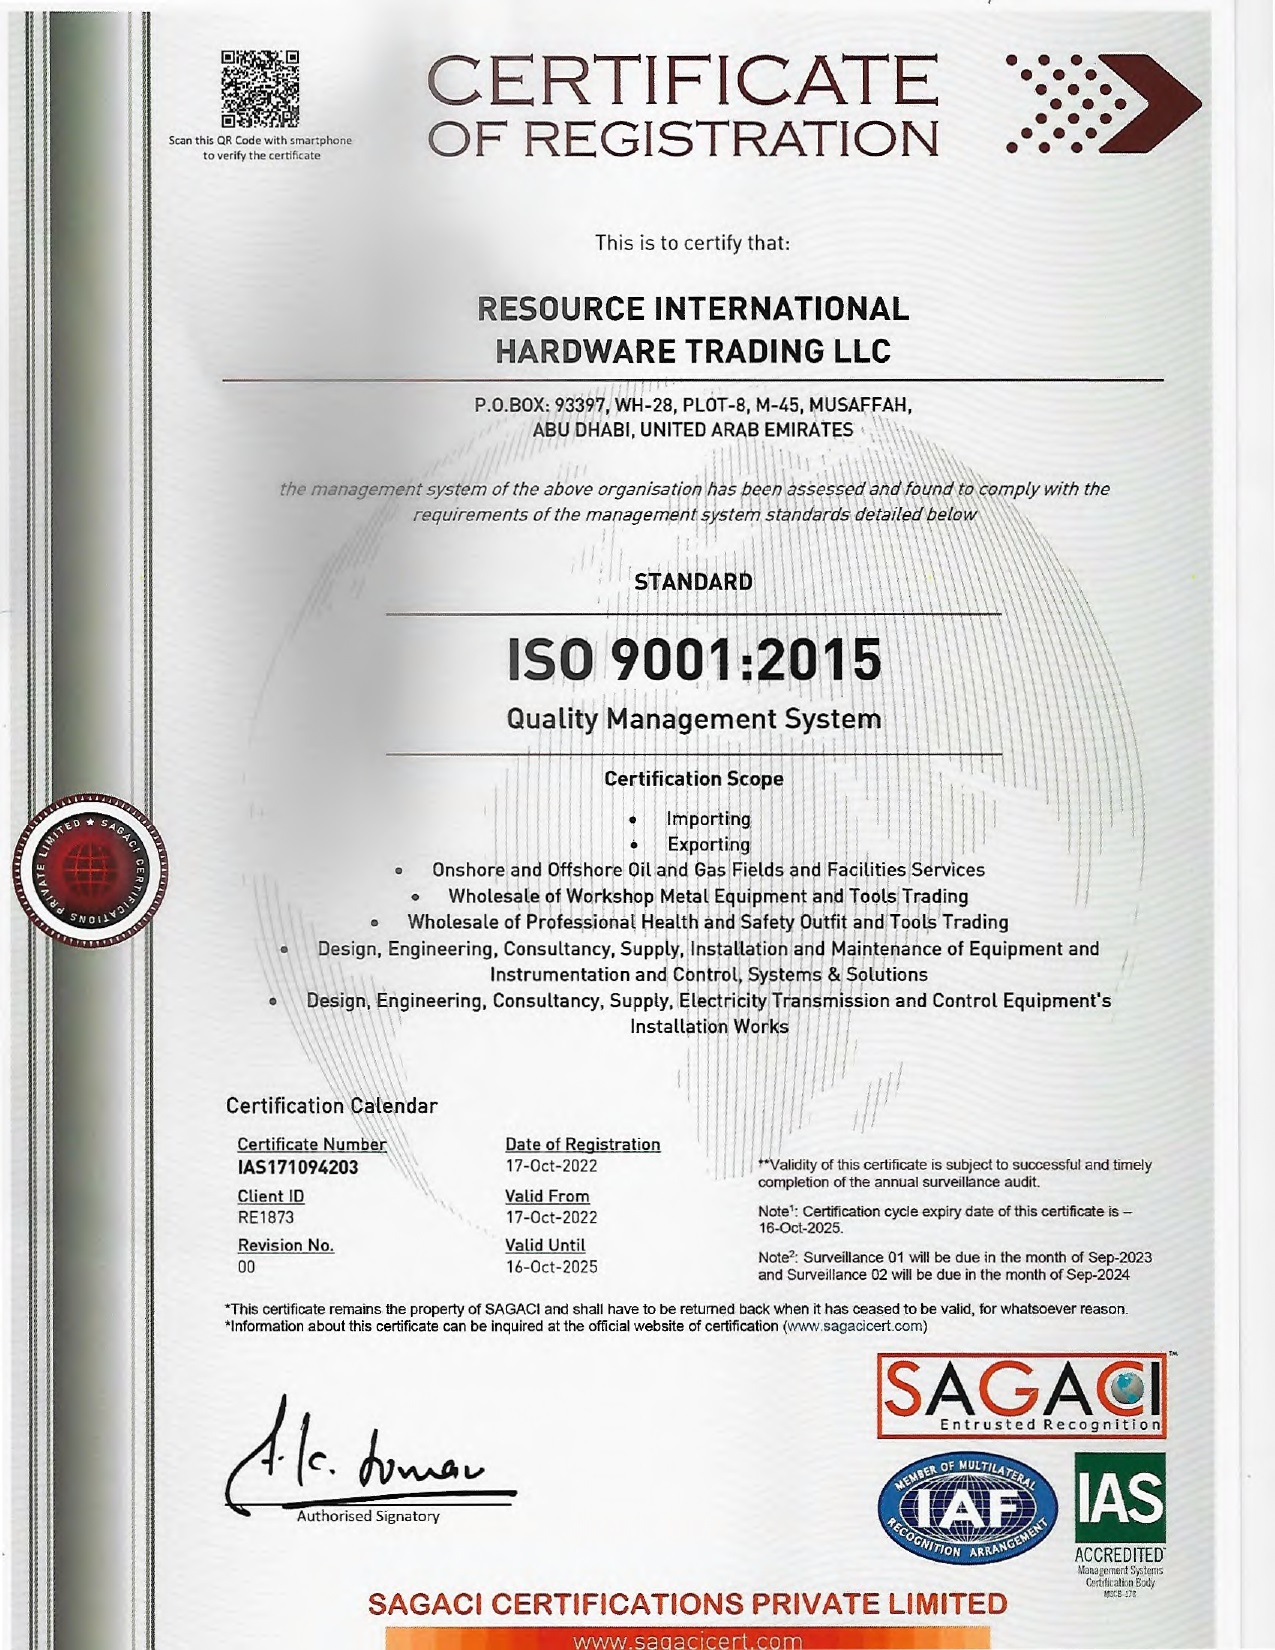 CERTIFICATE
OF REGISTRATION
Scan this QR Code with smartphone
to verify the certificate
This is to certify that:
RESOURCE INTERNATIONAL
HARDWARE TRADING LLC
P.O.BOX: 93397, WH-28, PLOT-8, M-45, MUSAFFAH,
ABU DHABI, UNITED ARAB EMIRATES
the management system of the above organisation has been assessed and found to comply with the
requirements of the management system standards detailed below
STANDARD
ISO 9001:2015
Quality Management System
Certification Scope
• Importing
• Exporting
• Onshore and Offshore Oil and Gas Fields and Facilities Services
• Wholesale of Workshop Metal Equipment and Tools Trading
• Wholesale of Professional Health and Safety Outfit and Tools Trading
• Design, Engineering, Consultancy, Supply, Installation and Maintenance of Equipment and
Instrumentation and Control, Systems & Solutions
• Design, Engineering, Consultancy, Supply, Electricity Transmission and Control Equipment's
Installation Works
SAGACI CERTIFICATIONS PRIVATE LIMITED ★
Certification Calendar
Certificate Number
IAS171094203
Client ID
RE1873
Revision No.
00
Date of Registration
17-Oct-2022
Valid From
17-Oct-2022
Valid Until
16-Oct-2025
**Validity of this certificate is subject to successful and timely
completion of the annual surveillance audit.
Note¹: Certification cycle expiry date of this certificate is –
16-Oct-2025.
Note²: Surveillance 01 will be due in the month of Sep-2023
and Surveillance 02 will be due in the month of Sep-2024
*This certificate remains the property of SAGACI and shall have to be returned back when it has ceased to be valid, for whatsoever reason.
*Information about this certificate can be inquired at the official website of certification (www.sagacicert.com)
Authorised Signatory
SAGACI™
Entrusted Recognition
MEMBER OF MULTILATERAL
IAF
RECOGNITION ARRANGEMENT
IAS
ACCREDITED
Management Systems
Certification Body
SAGACI CERTIFICATIONS PRIVATE LIMITED
www.sagacicert.com